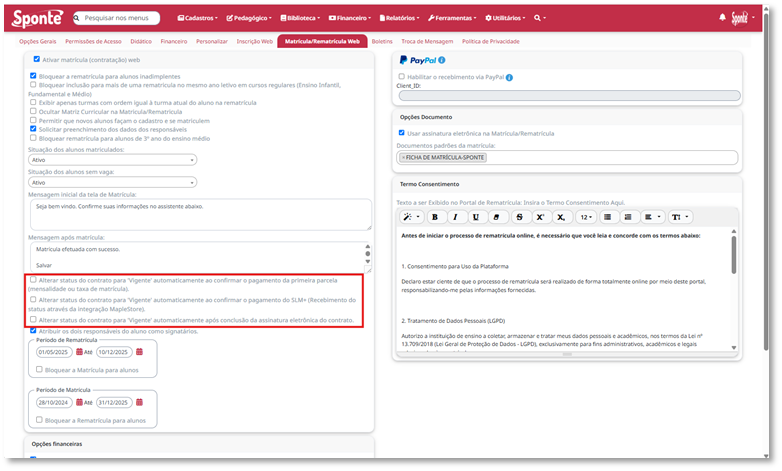 Sponte
Pesquisar nos menus
Cadastros
Pedagógico
Biblioteca
Financeiro
Relatórios
Ferramentas
Utilitários
Sponte
Opções Gerais
Permissões de Acesso
Didático
Financeiro
Personalizar
Inscrição Web
Matrícula/Rematrícula Web
Boletins
Troca de Mensagem
Política de Privacidade
Ativar matrícula (contratação) web
Bloquear a rematrícula para alunos inadimplentes
Bloquear inclusão para mais de uma rematrícula no mesmo ano letivo em cursos regulares (Ensino Infantil,
Fundamental e Médio)
Exibir apenas turmas com ordem igual à turma atual do aluno na rematrícula
Ocultar Matriz Curricular na Matrícula/Rematrícula
Permitir que novos alunos façam o cadastro e se matriculem
Solicitar preenchimento dos dados dos responsáveis
Bloquear rematrícula para alunos de 3º ano do ensino médio
Situação dos alunos matriculados:
Ativo
Situação dos alunos sem vaga:
Ativo
Mensagem inicial da tela de Matrícula:
Seja bem vindo. Confirme suas informações no assistente abaixo.
Mensagem após matrícula:
Matrícula efetuada com sucesso.
Salvar
Alterar status do contrato para 'Vigente' automaticamente ao confirmar o pagamento da primeira parcela
(mensalidade ou taxa de matrícula).
Alterar status do contrato para 'Vigente' automaticamente ao confirmar o pagamento do SLM+ (Recebimento do
status através da integração MapleStore).
Alterar status do contrato para 'Vigente' automaticamente após conclusão da assinatura eletrônica do contrato.
Atribuir os dois responsáveis do aluno como signatários.
Período de Rematrícula
01/05/2025 Até 10/12/2025
Bloquear a Matrícula para alunos
Período de Matrícula
28/10/2024 Até 31/12/2025
Bloquear a Rematrícula para alunos
Opções financeiras
PayPal
Habilitar o recebimento via PayPal
Client_ID:
Opções Documento
Usar assinatura eletrônica na Matrícula/Rematrícula
Documentos padrões da matrícula:
×FICHA DE MATRÍCULA-SPONTE
Termo Consentimento
Texto a ser Exibido no Portal de Rematrícula: Insira o Termo Consentimento Aqui.
B I U S X² X₂ 12 T↕
Antes de iniciar o processo de rematrícula online, é necessário que você leia e concorde com os termos abaixo:
1. Consentimento para Uso da Plataforma
Declaro estar ciente de que o processo de rematrícula será realizado de forma totalmente online por meio deste portal,
responsabilizando-me pelas informações fornecidas.
2. Tratamento de Dados Pessoais (LGPD)
Autorizo a instituição de ensino a coletar, armazenar e tratar meus dados pessoais e acadêmicos, nos termos da Lei nº
13.709/2018 (Lei Geral de Proteção de Dados - LGPD), exclusivamente para fins administrativos, acadêmicos e legais